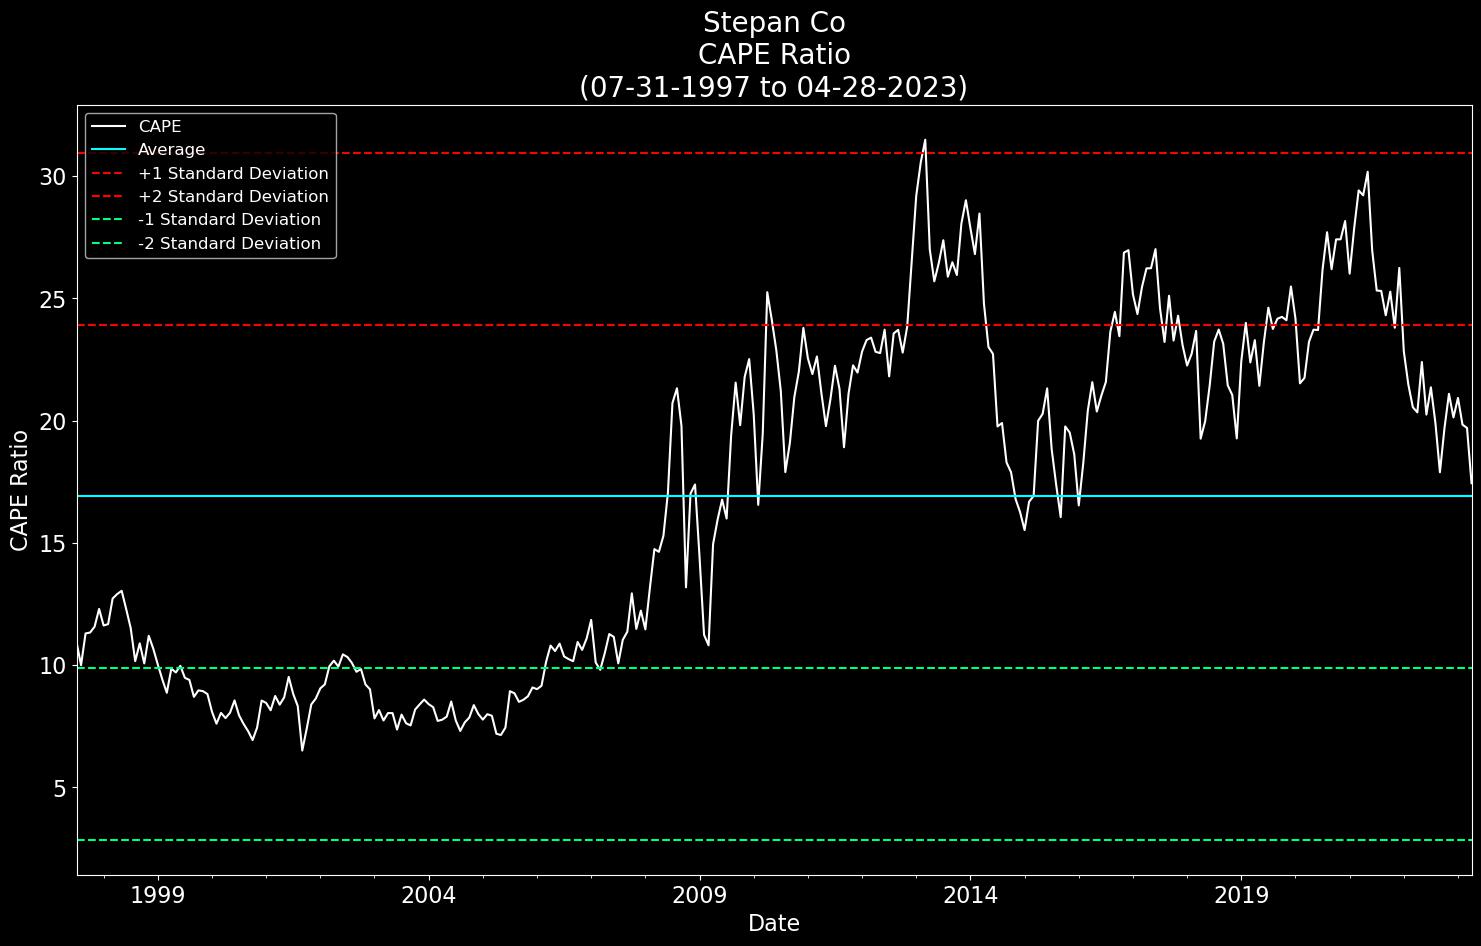 Stepan Co
CAPE Ratio
(07-31-1997 to 04-28-2023)
CAPE
Average
+1 Standard Deviation
+2 Standard Deviation
-1 Standard Deviation
-2 Standard Deviation
30
25
20
15
10
5
CAPE Ratio
1999
2004
2009
2014
2019
Date